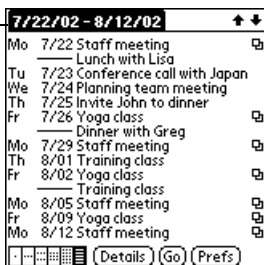 7/22/02 - 8/12/02
Mo 7/22 Staff meeting
Lunch with Lisa
Tu 7/23 Conference call with Japan
We 7/24 Planning team meeting
Th 7/25 Invite John to dinner
Fr 7/26 Yoga class
Dinner with Greg
Mo 7/29 Staff meeting
Th 8/01 Training class
Fr 8/02 Yoga class
Training class
Mo 8/05 Staff meeting
Fr 8/09 Yoga class
Mo 8/12 Staff meeting
Details Go Prefs